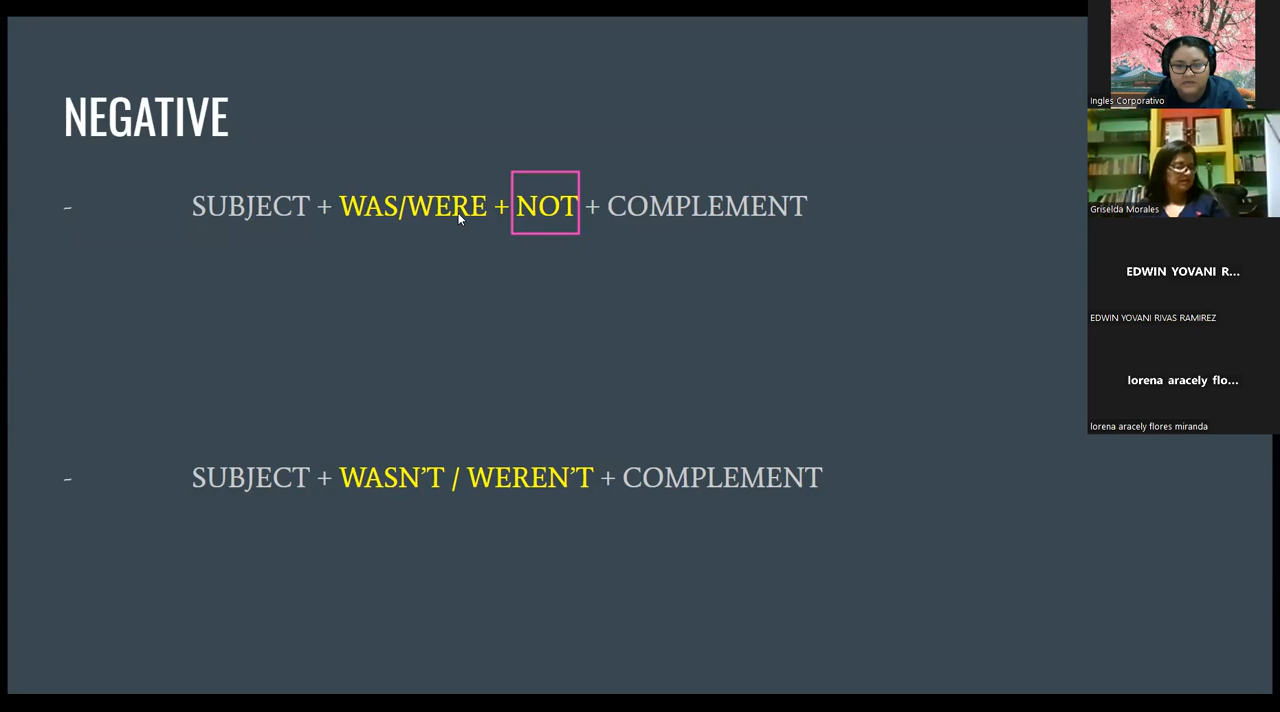 NEGATIVE
- SUBJECT + WAS/WERE + NOT + COMPLEMENT
- SUBJECT + WASN’T / WEREN’T + COMPLEMENT
Ingles Corporativo
Griselda Morales
EDWIN YOVANI R...
EDWIN YOVANI RIVAS RAMIREZ
lorena aracely flo...
lorena aracely flores miranda